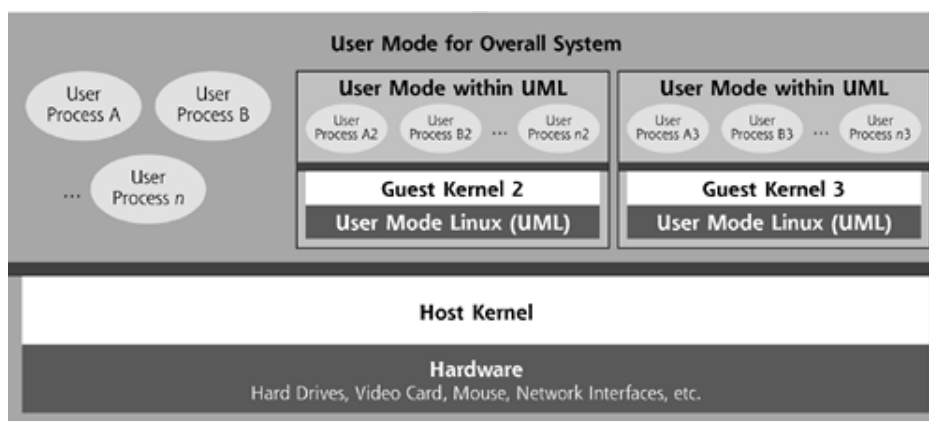 User Mode for Overall System
User
Process A
User
Process B
...
User
Process n
User Mode within UML
User
Process A2
User
Process B2
...
User
Process n2
Guest Kernel 2
User Mode Linux (UML)
User Mode within UML
User
Process A3
User
Process B3
...
User
Process n3
Guest Kernel 3
User Mode Linux (UML)
Host Kernel
Hardware
Hard Drives, Video Card, Mouse, Network Interfaces, etc.